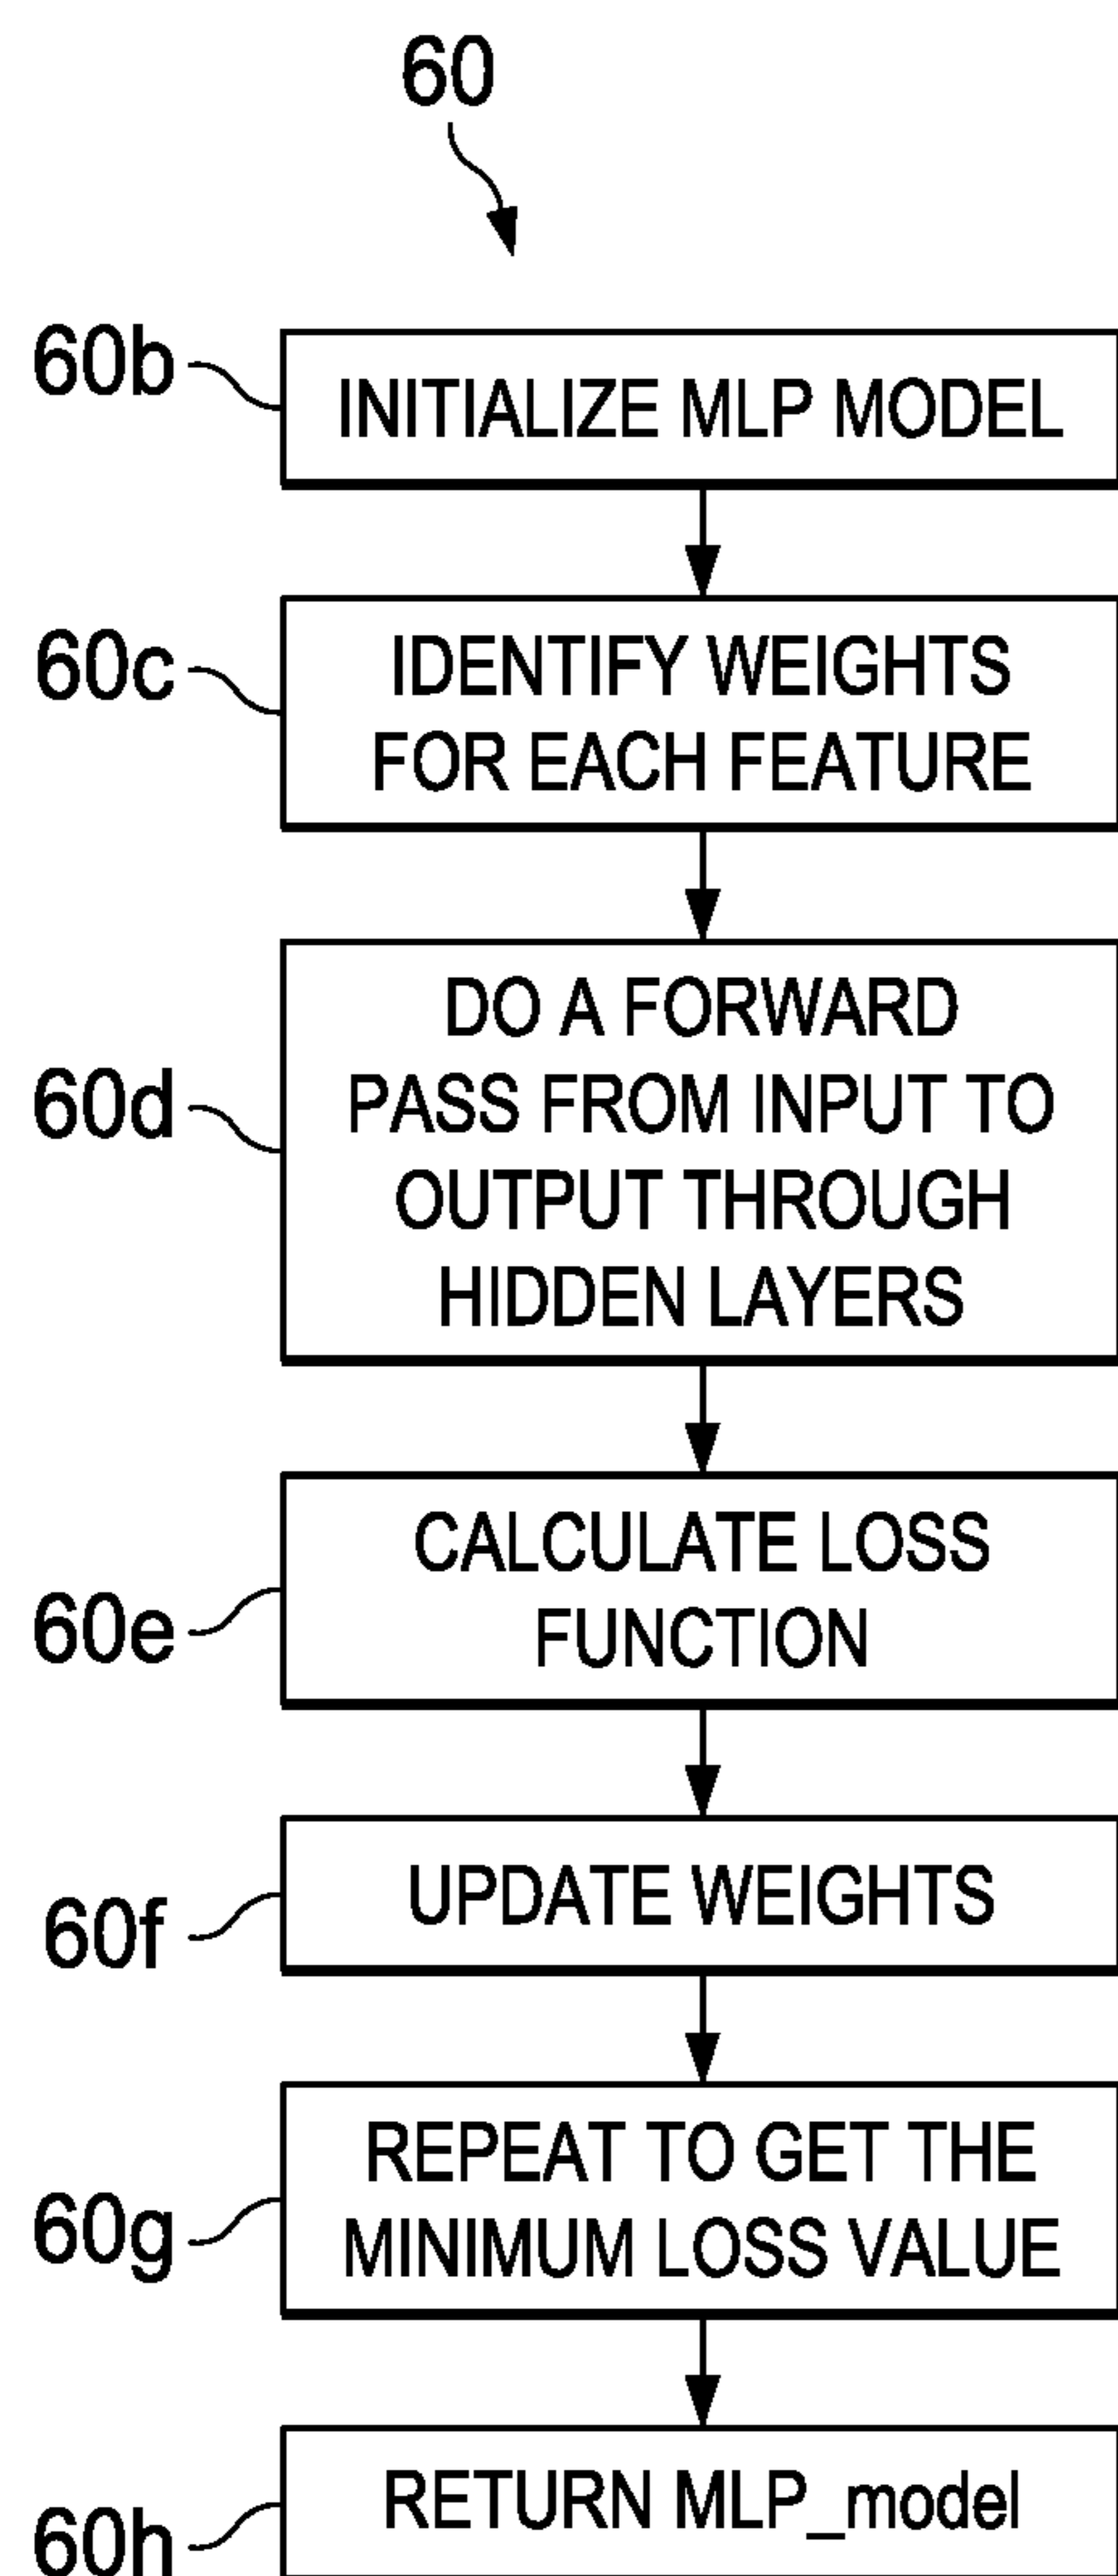 60
60b
INITIALIZE MLP MODEL
60c
IDENTIFY WEIGHTS
FOR EACH FEATURE
60d
DO A FORWARD
PASS FROM INPUT TO
OUTPUT THROUGH
HIDDEN LAYERS
60e
CALCULATE LOSS
FUNCTION
60f
UPDATE WEIGHTS
60g
REPEAT TO GET THE
MINIMUM LOSS VALUE
60h
RETURN MLP_model